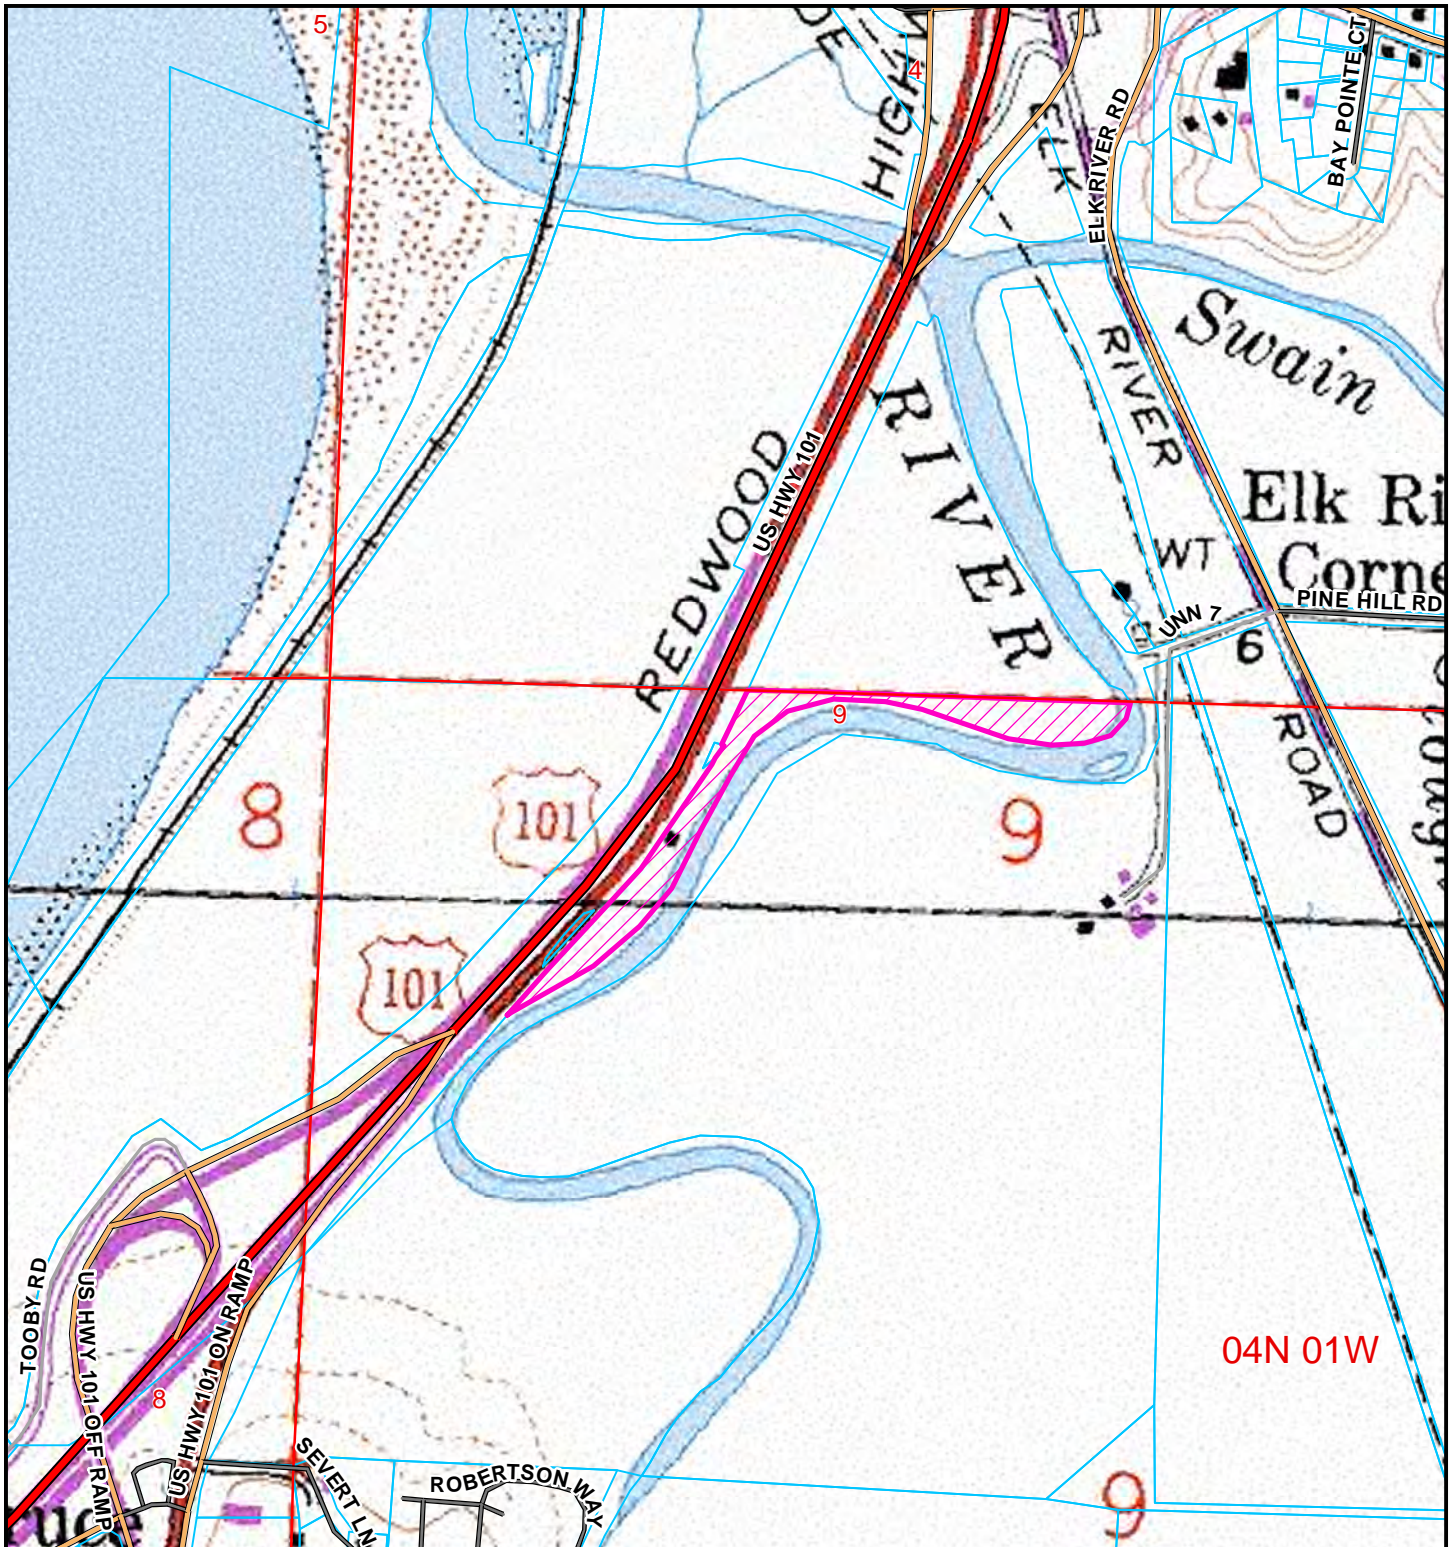 5
4
HIGHW
ELK
ELK RIVER RD
BAY POINTE CT
Swain
RIVER
RIVER
REDWOOD
US HWY 101
Elk Ri
Corne
WT
PINE HILL RD
UNN 7
6
9
ROAD
8
101
9
101
TOOBY RD
US HWY 101 OFF RAMP
US HWY 101 ON RAMP
8
04N 01W
SEVERT LN
ROBERTSON WAY
9
ruce